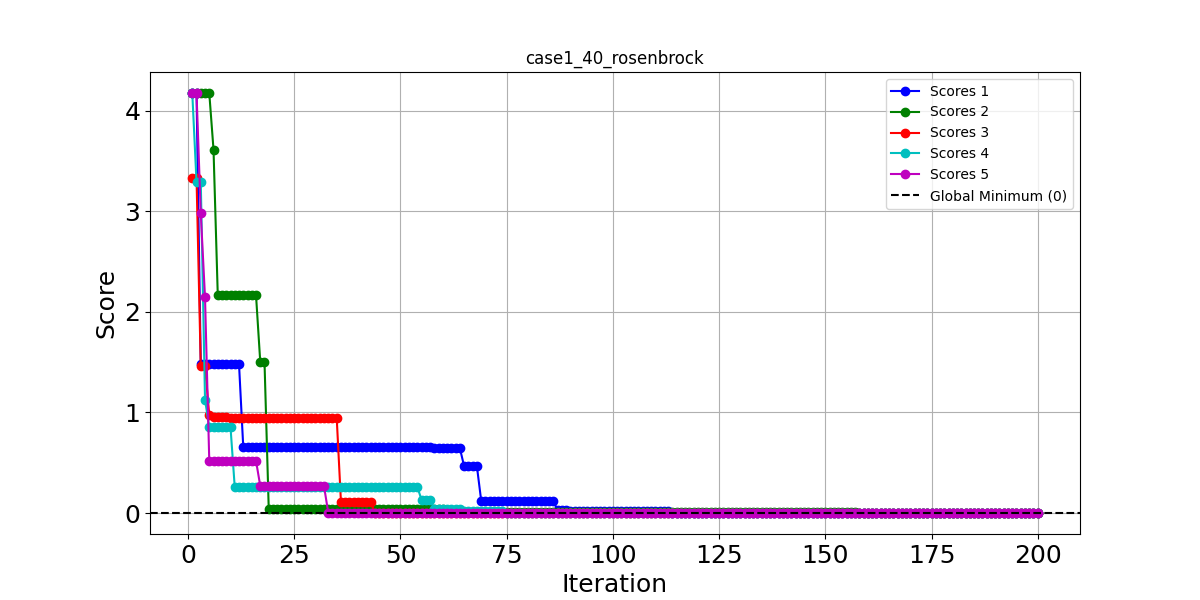 case1_40_rosenbrock
Scores 1
Scores 2
Scores 3
Scores 4
Scores 5
Global Minimum (0)
Score
4
3
2
1
0
0 25 50 75 100 125 150 175 200
Iteration